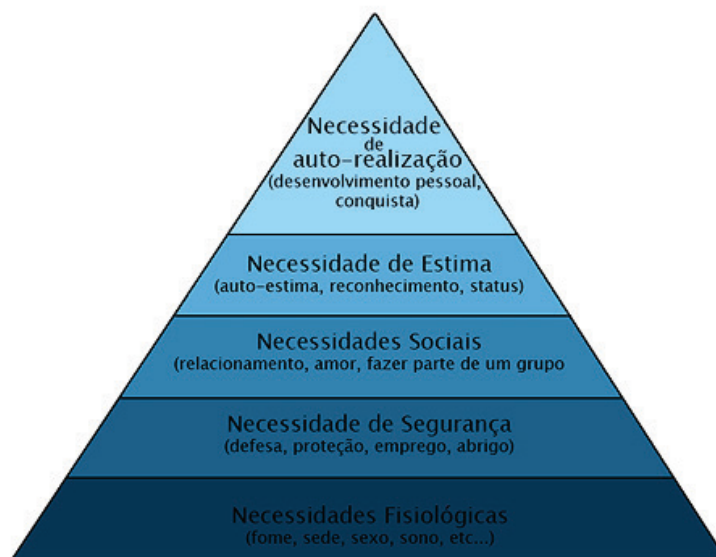 Necessidade
de
auto-realização
(desenvolvimento pessoal,
conquista)
Necessidade de Estima
(auto-estima, reconhecimento, status)
Necessidades Sociais
(relacionamento, amor, fazer parte de um grupo
Necessidade de Segurança
(defesa, proteção, emprego, abrigo)
Necessidades Fisiológicas
(fome, sede, sexo, sono, etc...)